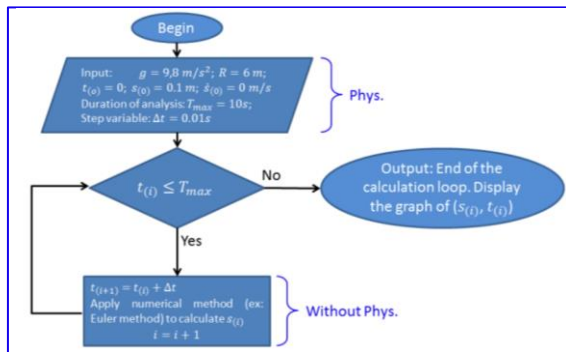 Begin
Input: g = 9,8 m/s²; R = 6 m;
t(o) = 0; s(0) = 0.1 m; ṡ(0) = 0 m/s
Duration of analysis: Tmax = 10s;
Step variable: Δt = 0.01s
Phys.
t(i) ≤ Tmax
No
Output: End of the
calculation loop. Display
the graph of (s(i), t(i))
Yes
t(i+1) = t(i) + Δt
Apply numerical method (ex:
Euler method) to calculate s(i)
i = i + 1
Without Phys.